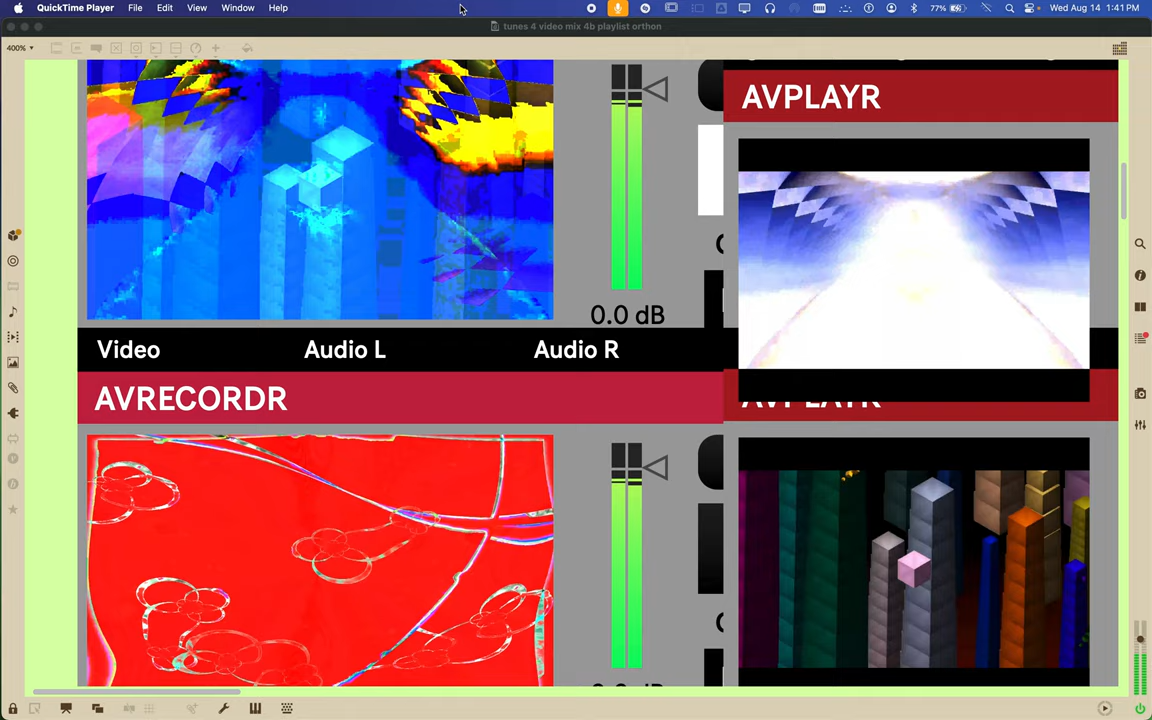 QuickTime Player File Edit View Window Help 77% Wed Aug 14 1:41 PM
tunes 4 video mix 4b playlist orthon
400%
AVPLAYR
0.0 dB
Video Audio L Audio R
AVRECORDR
AVPLAYR